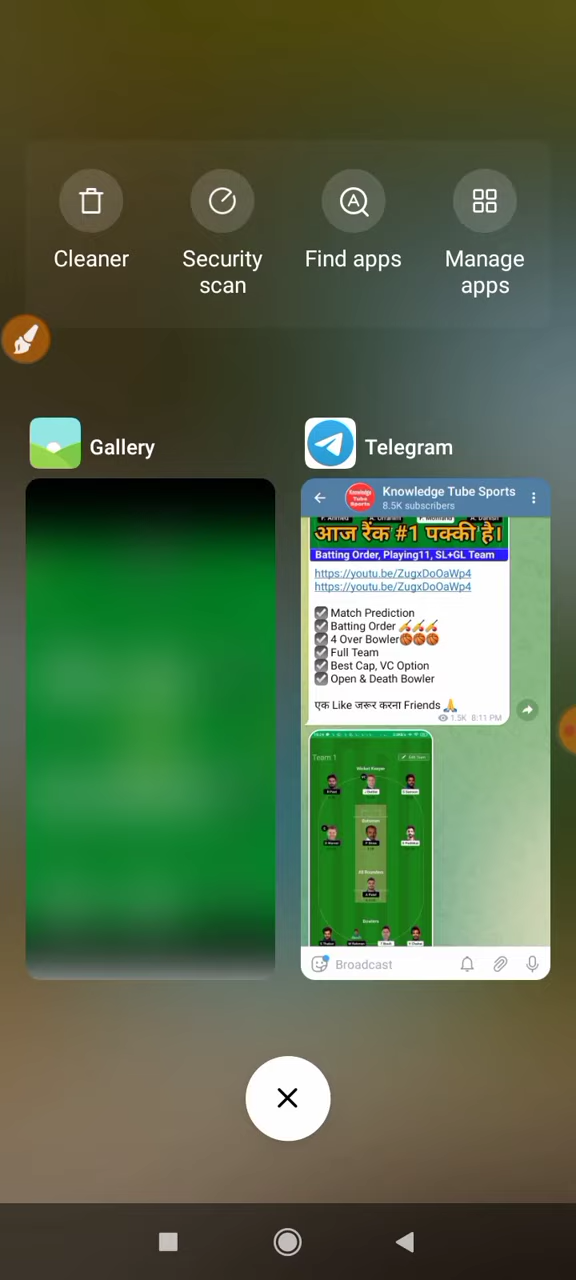 Cleaner
Security scan
Find apps
Manage apps
Gallery
Telegram
Knowledge Tube Sports
8.5K subscribers
आज रैंक #1 पक्की है।
Batting Order, Playing11, SL+GL Team
https://youtu.be/ZugxDoOaWp4
https://youtu.be/ZugxDoOaWp4
Match Prediction
Batting Order
4 Over Bowler
Full Team
Best Cap, VC Option
Open & Death Bowler
एक Like जरूर करना Friends
1.5K 6:11 PM
Team 1
Broadcast